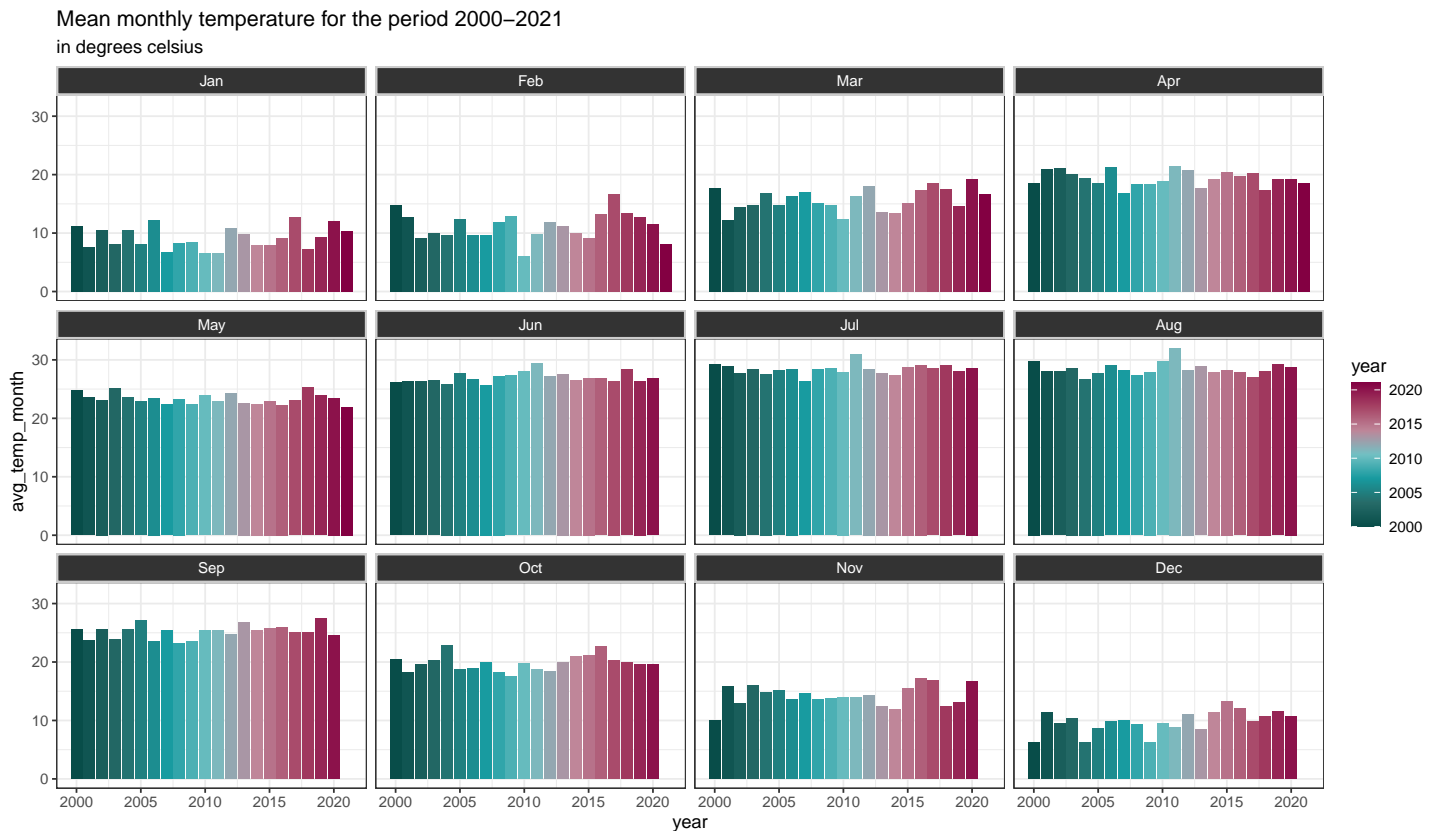 Mean monthly temperature for the period 2000−2021
in degrees celsius
Jan Feb Mar Apr
30
20
10
0
May Jun Jul Aug
30
20
10
0
avg_temp_month
Sep Oct Nov Dec
30
20
10
0
2000 2005 2010 2015 2020 2000 2005 2010 2015 2020 2000 2005 2010 2015 2020 2000 2005 2010 2015 2020
year
year
2020
2015
2010
2005
2000